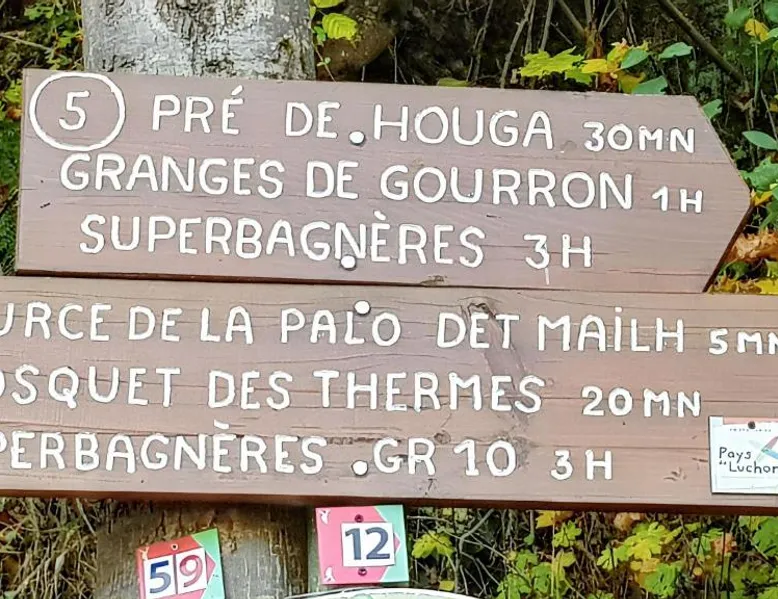 5 PRÉ DE HOUGA 30MN
GRANGES DE GOURRON 1H
SUPERBAGNÈRES 3H
URCE DE LA PALO DET MAiLH 5MN
OSQUET DES THERMES 20MN
PERBAGNÈRES.GR 10 3H
Pays
"Luchon
59
12